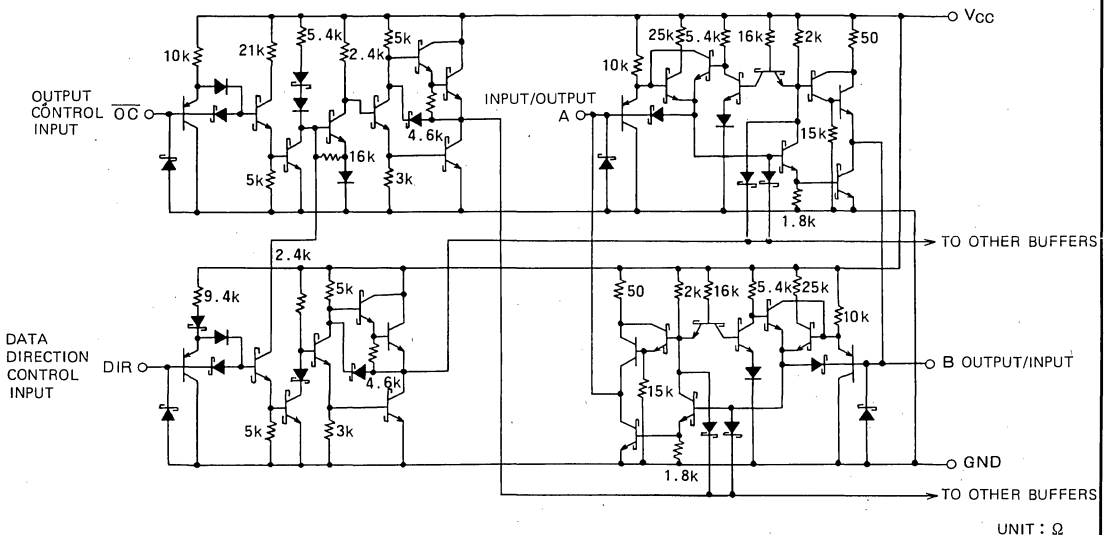 VCC
5.4k
5k
25k
5.4k
16k
2k
50
10k
21k
2.4k
10k
OUTPUT
CONTROL
INPUT
OC
INPUT/OUTPUT
A
4.6k
15k
16k
5k
3k
1.8k
TO OTHER BUFFERS
2.4k
9.4k
5k
50
2k
16k
5.4k
25k
10k
DATA
DIRECTION
CONTROL
INPUT
DIR
B OUTPUT/INPUT
4.6k
15k
5k
3k
1.8k
GND
TO OTHER BUFFERS
UNIT : Ω